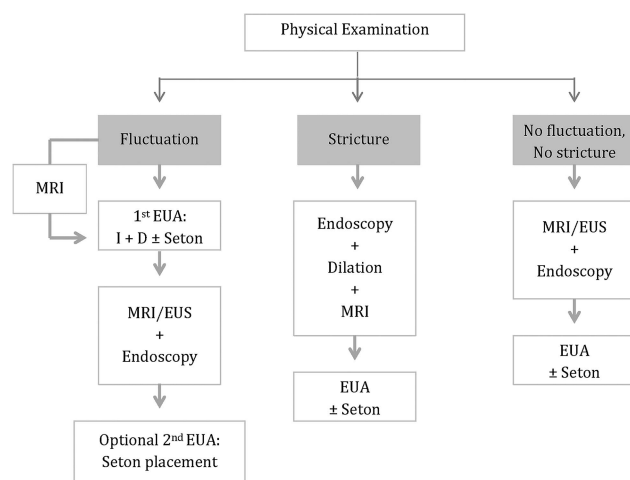 Physical Examination
Fluctuation
Stricture
No fluctuation,
No stricture
MRI
1st EUA:
I + D ± Seton
Endoscopy
+
Dilation
+
MRI
MRI/EUS
+
Endoscopy
MRI/EUS
+
Endoscopy
EUA
± Seton
EUA
± Seton
Optional 2nd EUA:
Seton placement